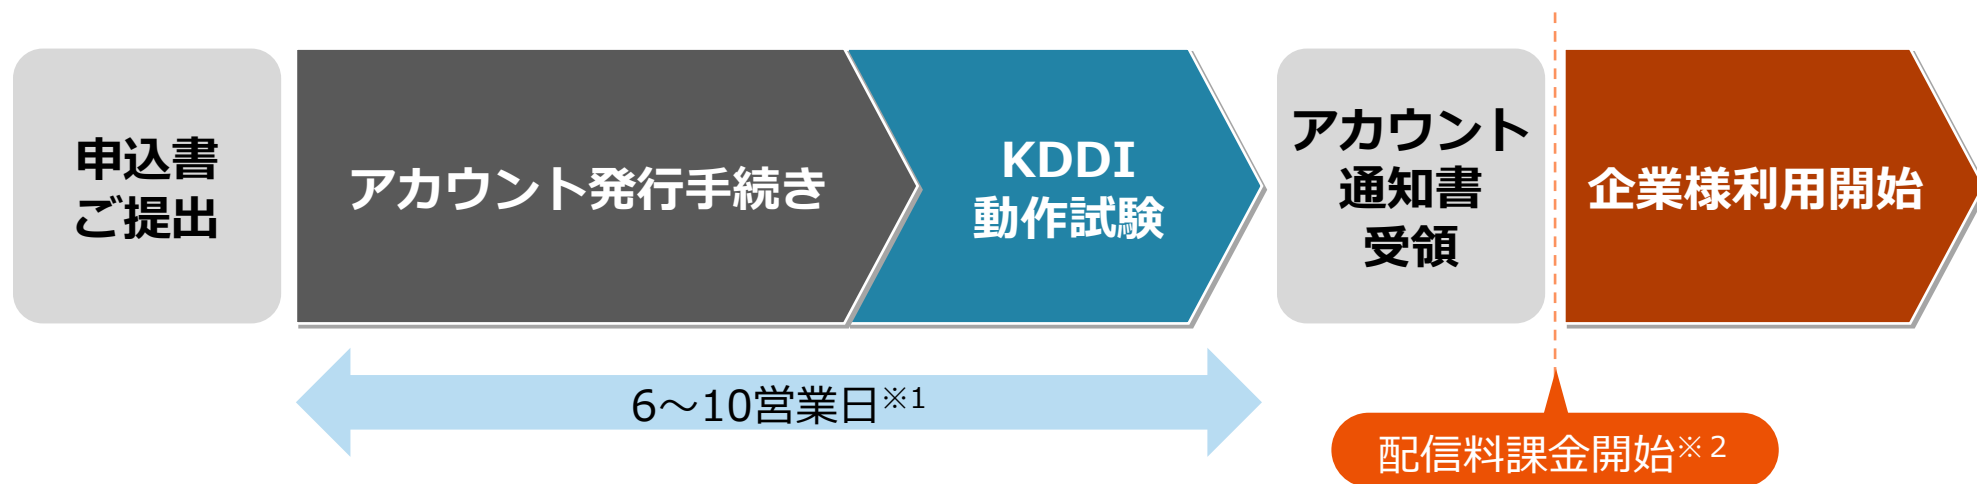 申込書
ご提出
アカウント発行手続き
KDDI
動作試験
アカウント
通知書
受領
企業様利用開始
6～10営業日※1
配信料課金開始※２